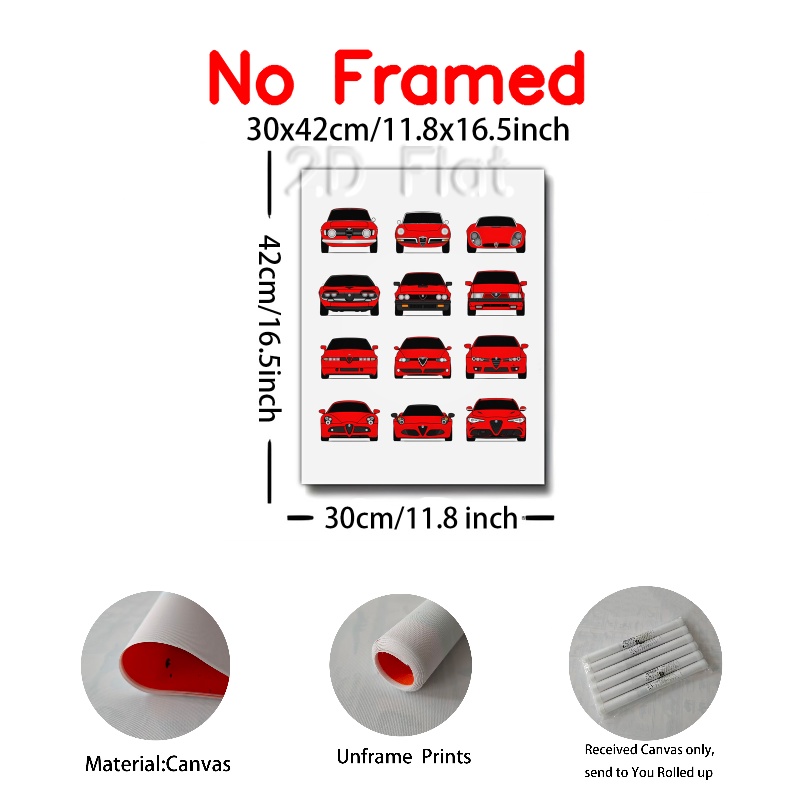 No Framed
30x42cm/11.8x16.5inch
2.D Flat.
42cm/16.5inch
30cm/11.8 inch
Material:Canvas
Unframe Prints
Received Canvas only,
send to You Rolled up